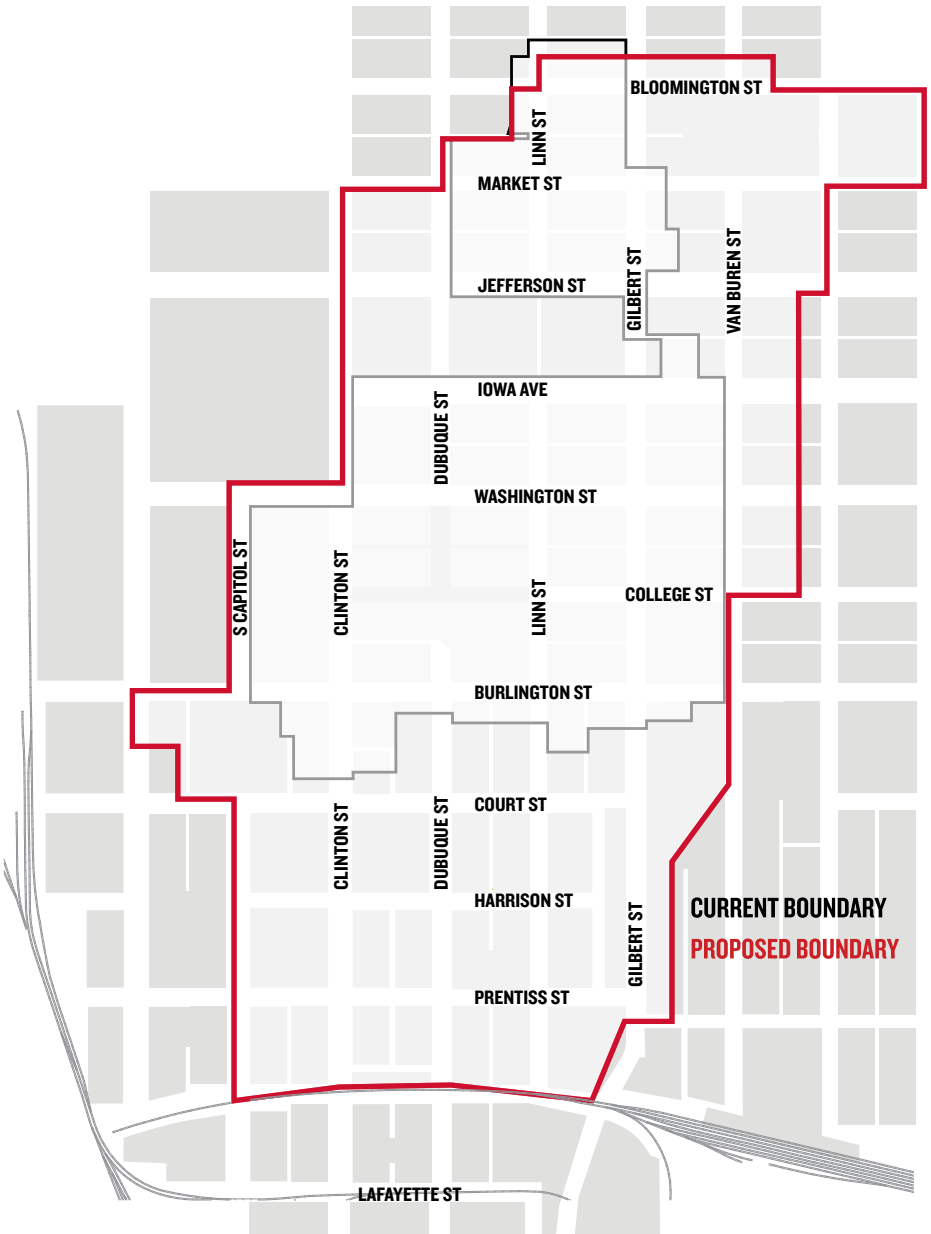 BLOOMINGTON ST
LINN ST
MARKET ST
GILBERT ST
VAN BUREN ST
JEFFERSON ST
IOWA AVE
DUBUQUE ST
WASHINGTON ST
S CAPITOL ST
CLINTON ST
LINN ST
COLLEGE ST
BURLINGTON ST
COURT ST
CLINTON ST
DUBUQUE ST
HARRISON ST
GILBERT ST
CURRENT BOUNDARY
PROPOSED BOUNDARY
PRENTISS ST
LAFAYETTE ST